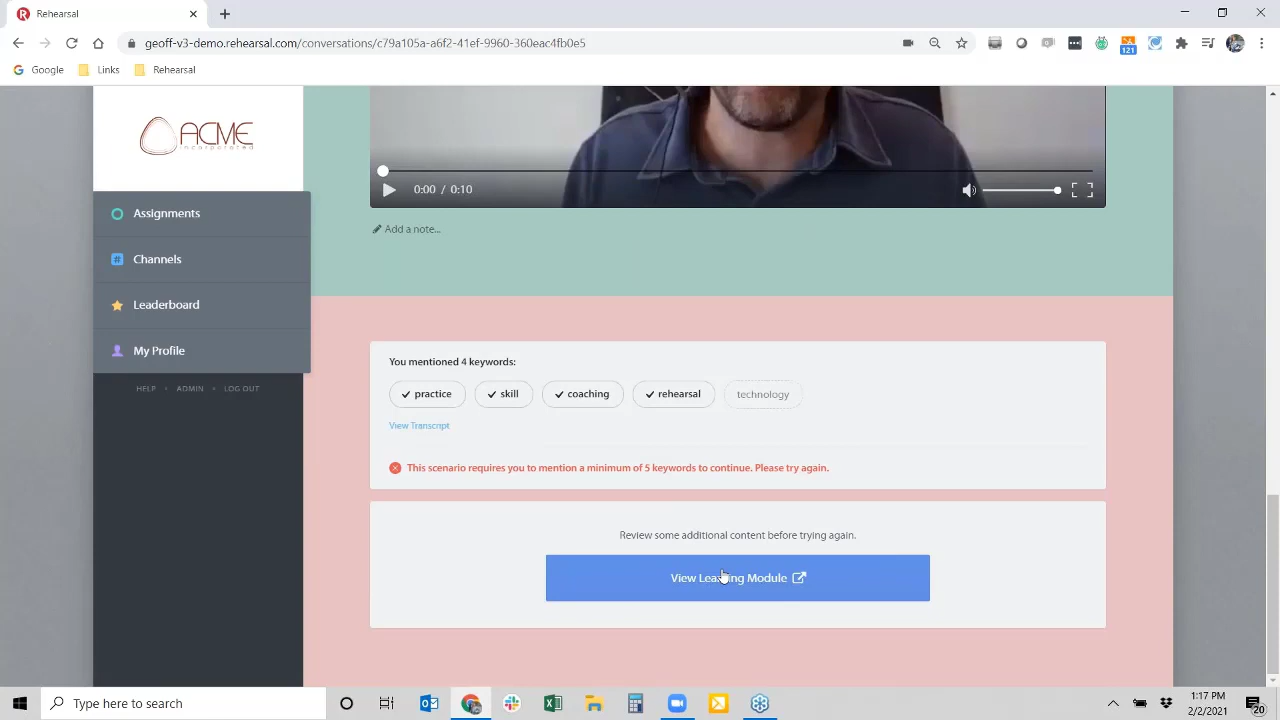 Rehearsal
geoff-v3-demo.rehearsal.com/conversations/c79a105a-a6f2-41ef-9960-360eac4fb0e5
121
Google
Links
Rehearsal
ACME
incorporated
Assignments
Channels
Leaderboard
My Profile
HELP
ADMIN
LOG OUT
0:00 / 0:10
Add a note...
You mentioned 4 keywords:
practice
skill
coaching
rehearsal
technology
View Transcript
This scenario requires you to mention a minimum of 5 keywords to continue. Please try again.
Review some additional content before trying again.
View Learning Module
Type here to search
1:17 PM
2/2/2021
20